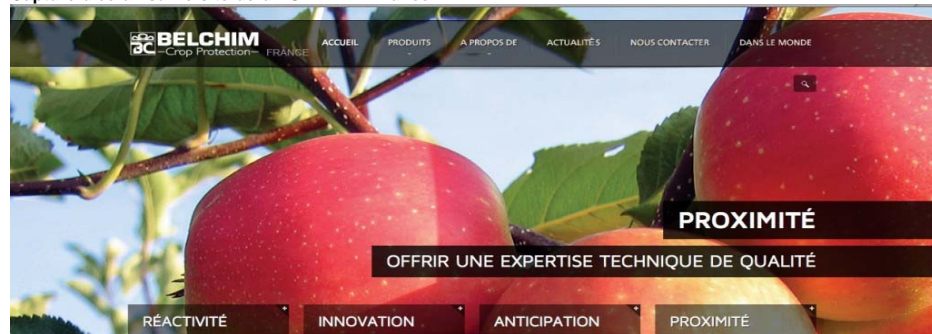 BELCHIM
BC
-Crop Protection- FRANCE
ACCUEIL PRODUITS A PROPOS DE ACTUALITÉS NOUS CONTACTER DANS LE MONDE
PROXIMITÉ
OFFRIR UNE EXPERTISE TECHNIQUE DE QUALITÉ
RÉACTIVITÉ + INNOVATION + ANTICIPATION + PROXIMITÉ +